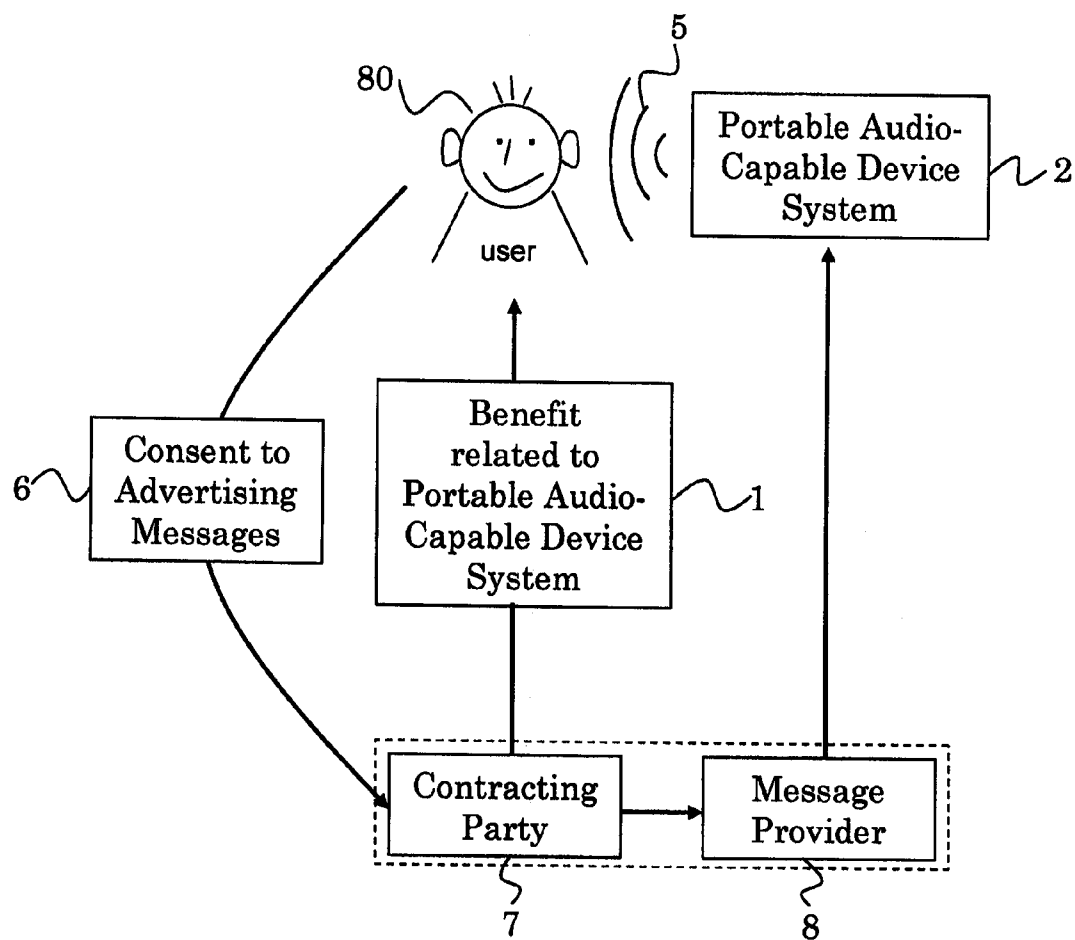 5
80
Portable Audio-
Capable Device
System
2
user
Benefit
related to
Portable Audio-
Capable Device
System
1
Consent to
Advertising
Messages
6
Contracting
Party
Message
Provider
7
8